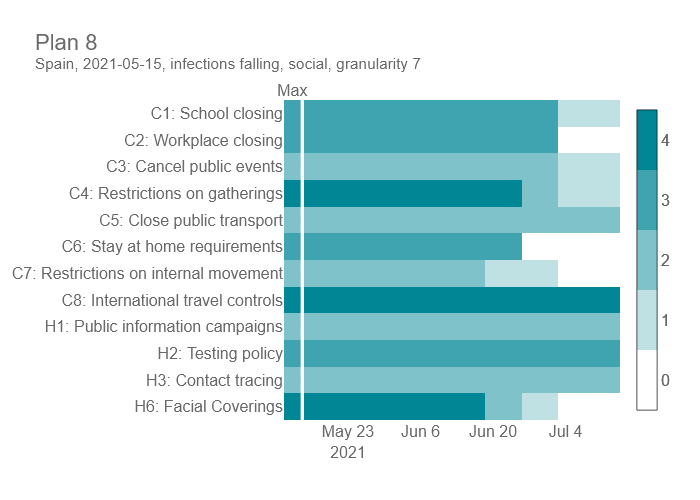 Plan 8
Spain, 2021-05-15, infections falling, social, granularity 7
Max
C1: School closing
C2: Workplace closing
C3: Cancel public events
C4: Restrictions on gatherings
C5: Close public transport
C6: Stay at home requirements
C7: Restrictions on internal movement
C8: International travel controls
H1: Public information campaigns
H2: Testing policy
H3: Contact tracing
H6: Facial Coverings
May 23 Jun 6 Jun 20 Jul 4
2021
4
3
2
1
0